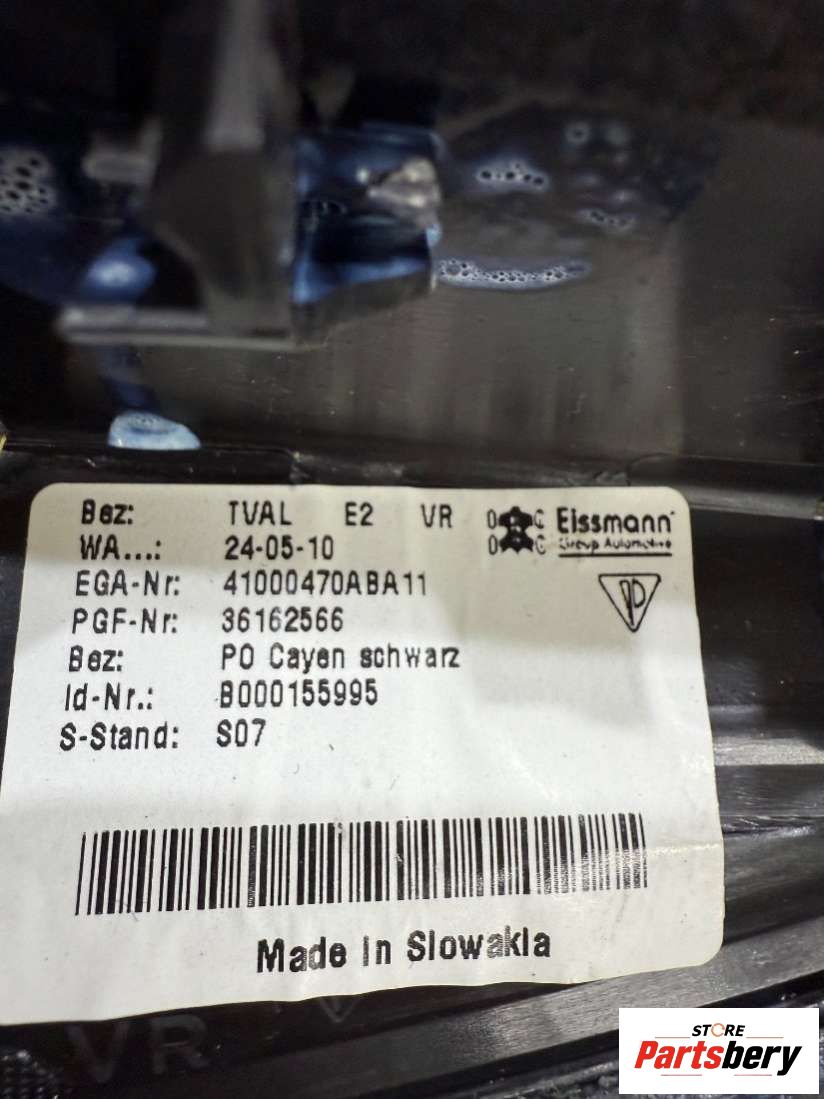 Bez: TVAL E2 VR
Eissmann
Group Automotive
WA...: 24-05-10
EGA-Nr: 41000470ABA11
PGF-Nr: 36162566
Bez: PO Cayen schwarz
Id-Nr.: B000155995
S-Stand: S07
Made in Slowakia
VR
STORE
Partsbery